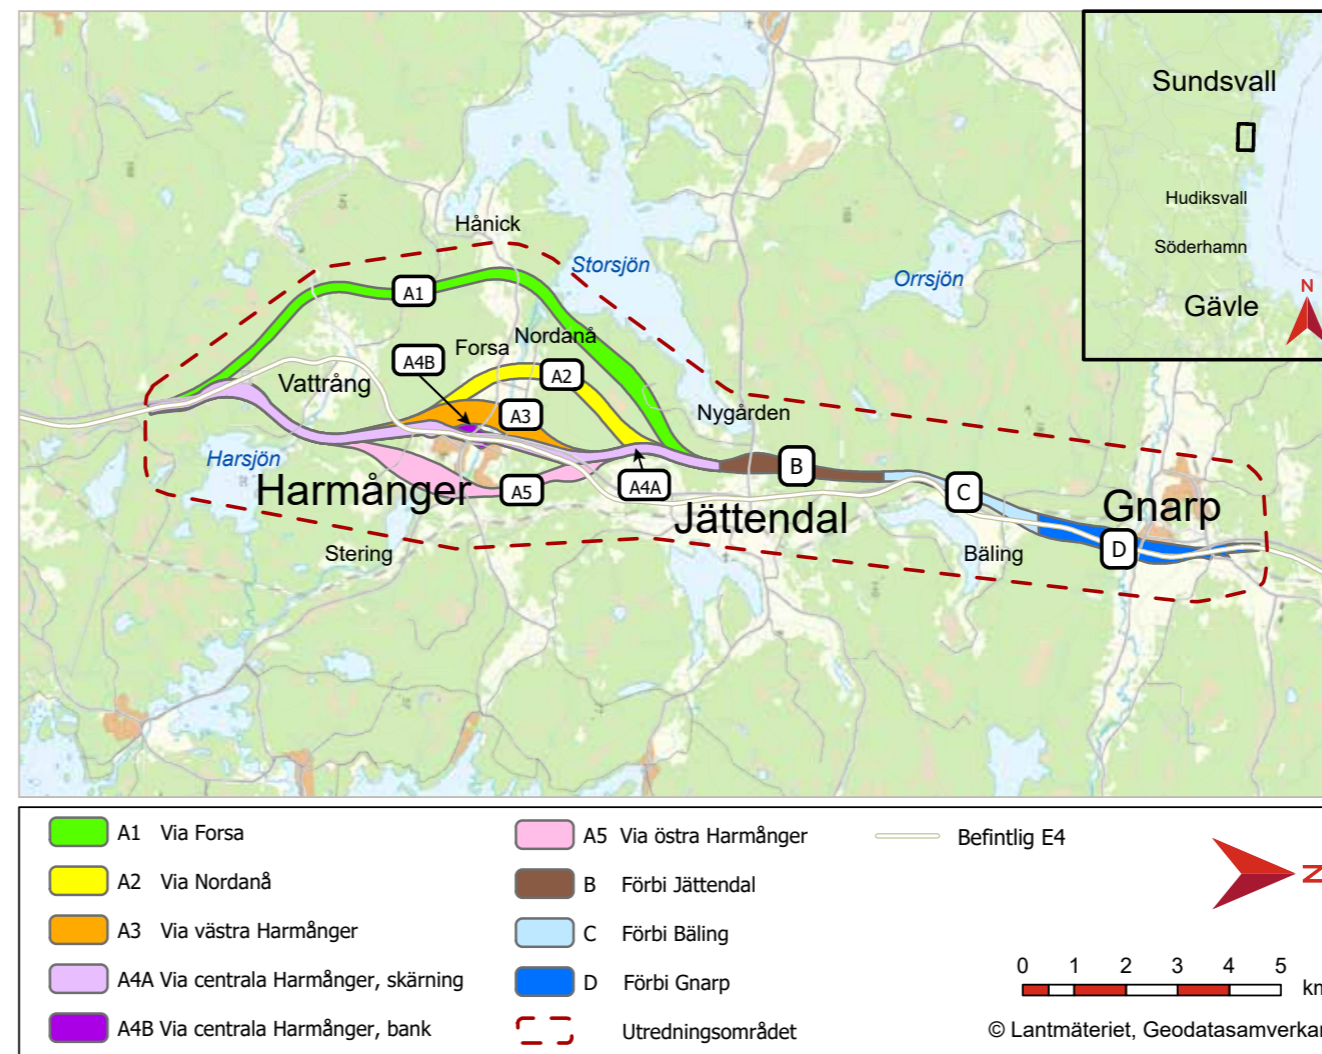 Sundsvall
Hudiksvall
Söderhamn
Gävle
N
Hånick
Storsjön
Orrsjön
A1
Nordanå
Forsa
A4B
A2
Vattrång
A3
Nygården
Harsjön
Harmånger
A5
A4A
B
Jättendal
C
Gnarp
D
Stering
Bäling
A1 Via Forsa
A2 Via Nordanå
A3 Via västra Harmånger
A4A Via centrala Harmånger, skärning
A4B Via centrala Harmånger, bank
A5 Via östra Harmånger
B Förbi Jättendal
C Förbi Bäling
D Förbi Gnarp
Utredningsområdet
Befintlig E4
N
0 1 2 3 4 5
km
© Lantmäteriet, Geodatasamverkan